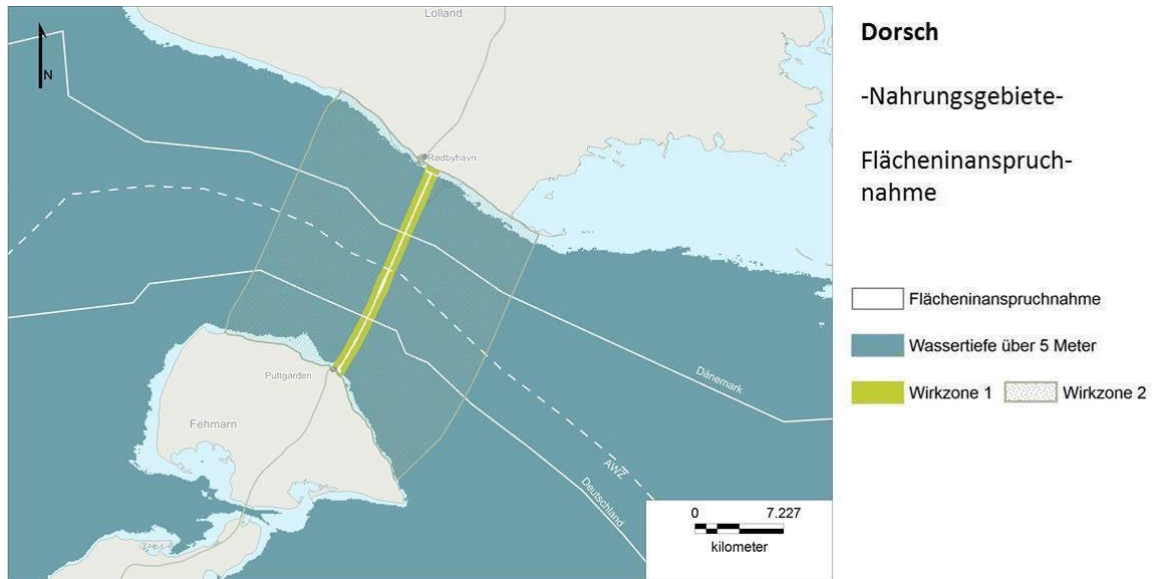 Lolland
N
Rødbyhavn
Puttgarden
Fehmarn
Dänemark
AWZ
Deutschland
0 7.227
kilometer
Dorsch
-Nahrungsgebiete-
Flächeninanspruch-
nahme
Flächeninanspruchnahme
Wassertiefe über 5 Meter
Wirkzone 1 Wirkzone 2